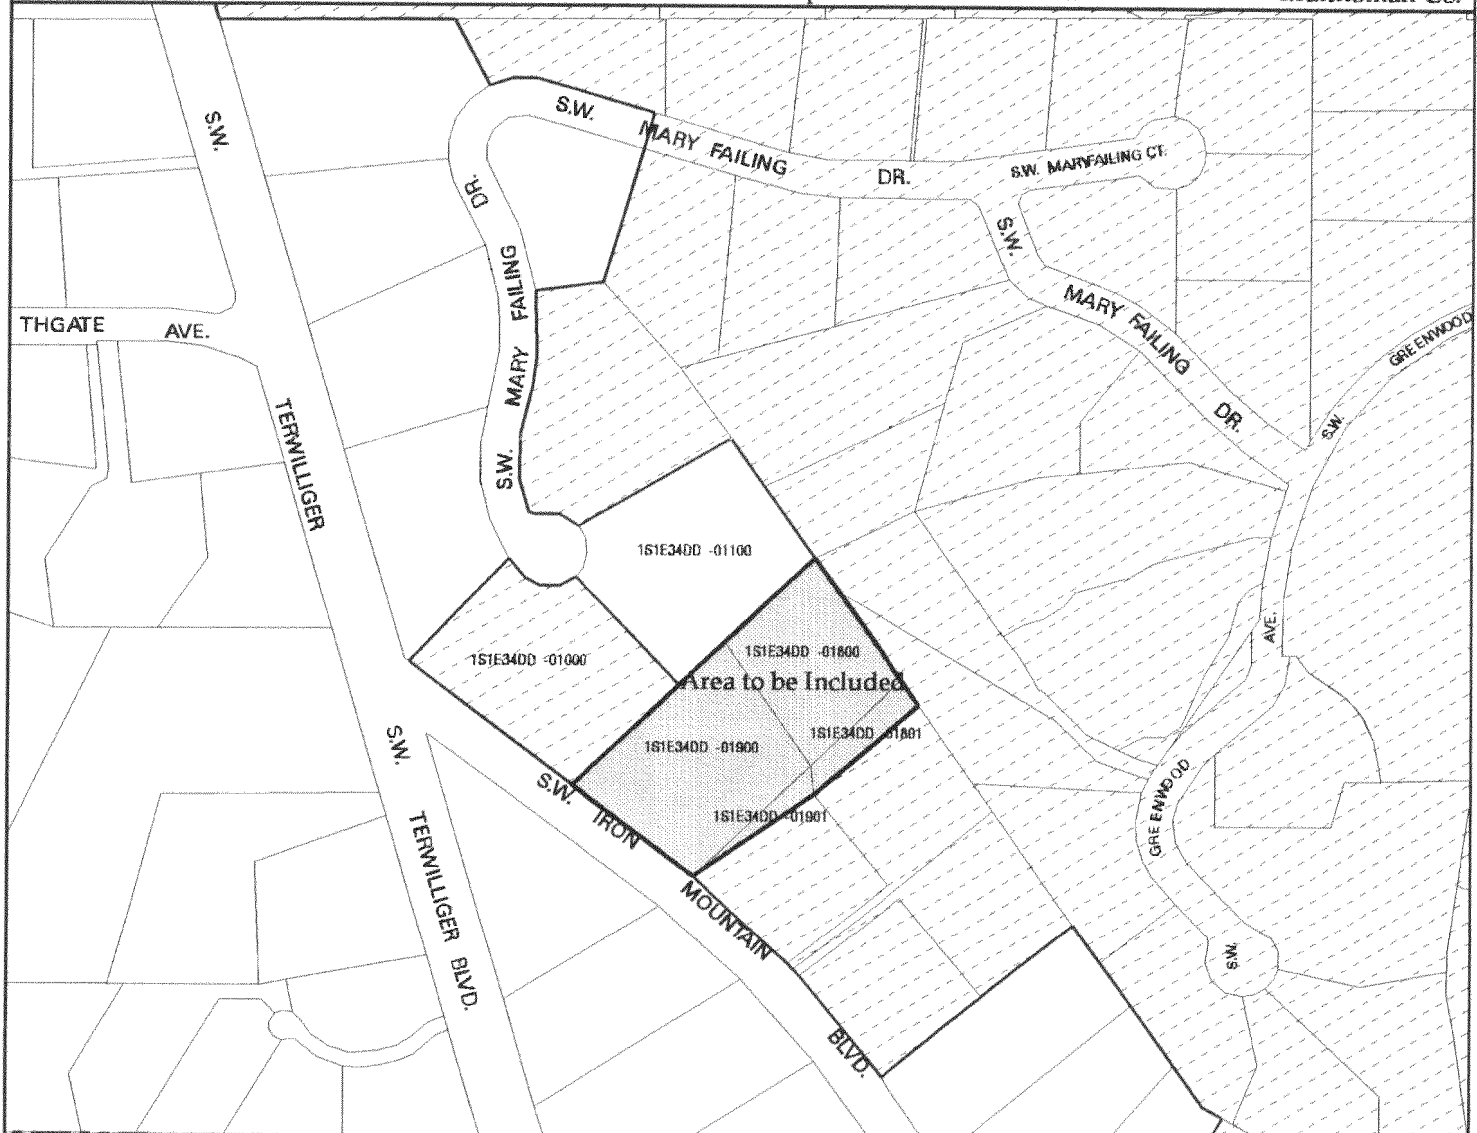 S.W.
S.W.
MARY FAILING
DR.
S.W. MARYFAILING CT.
DR.
S.W.
MARY FAILING
DR.
S.W.
GREENWOOD
THGATE AVE.
S.W. MARY FAILING
TERWILLIGER
1S1E34DD -01100
1S1E34DD -01000
1S1E34DD -01800
Area to be Included
1S1E34DD -01801
1S1E34DD -01900
1S1E34DD -01901
AVE.
GREENWOOD
S.W.
S.W.
TERWILLIGER BLVD.
S.W.
IRON
MOUNTAIN
BLVD.